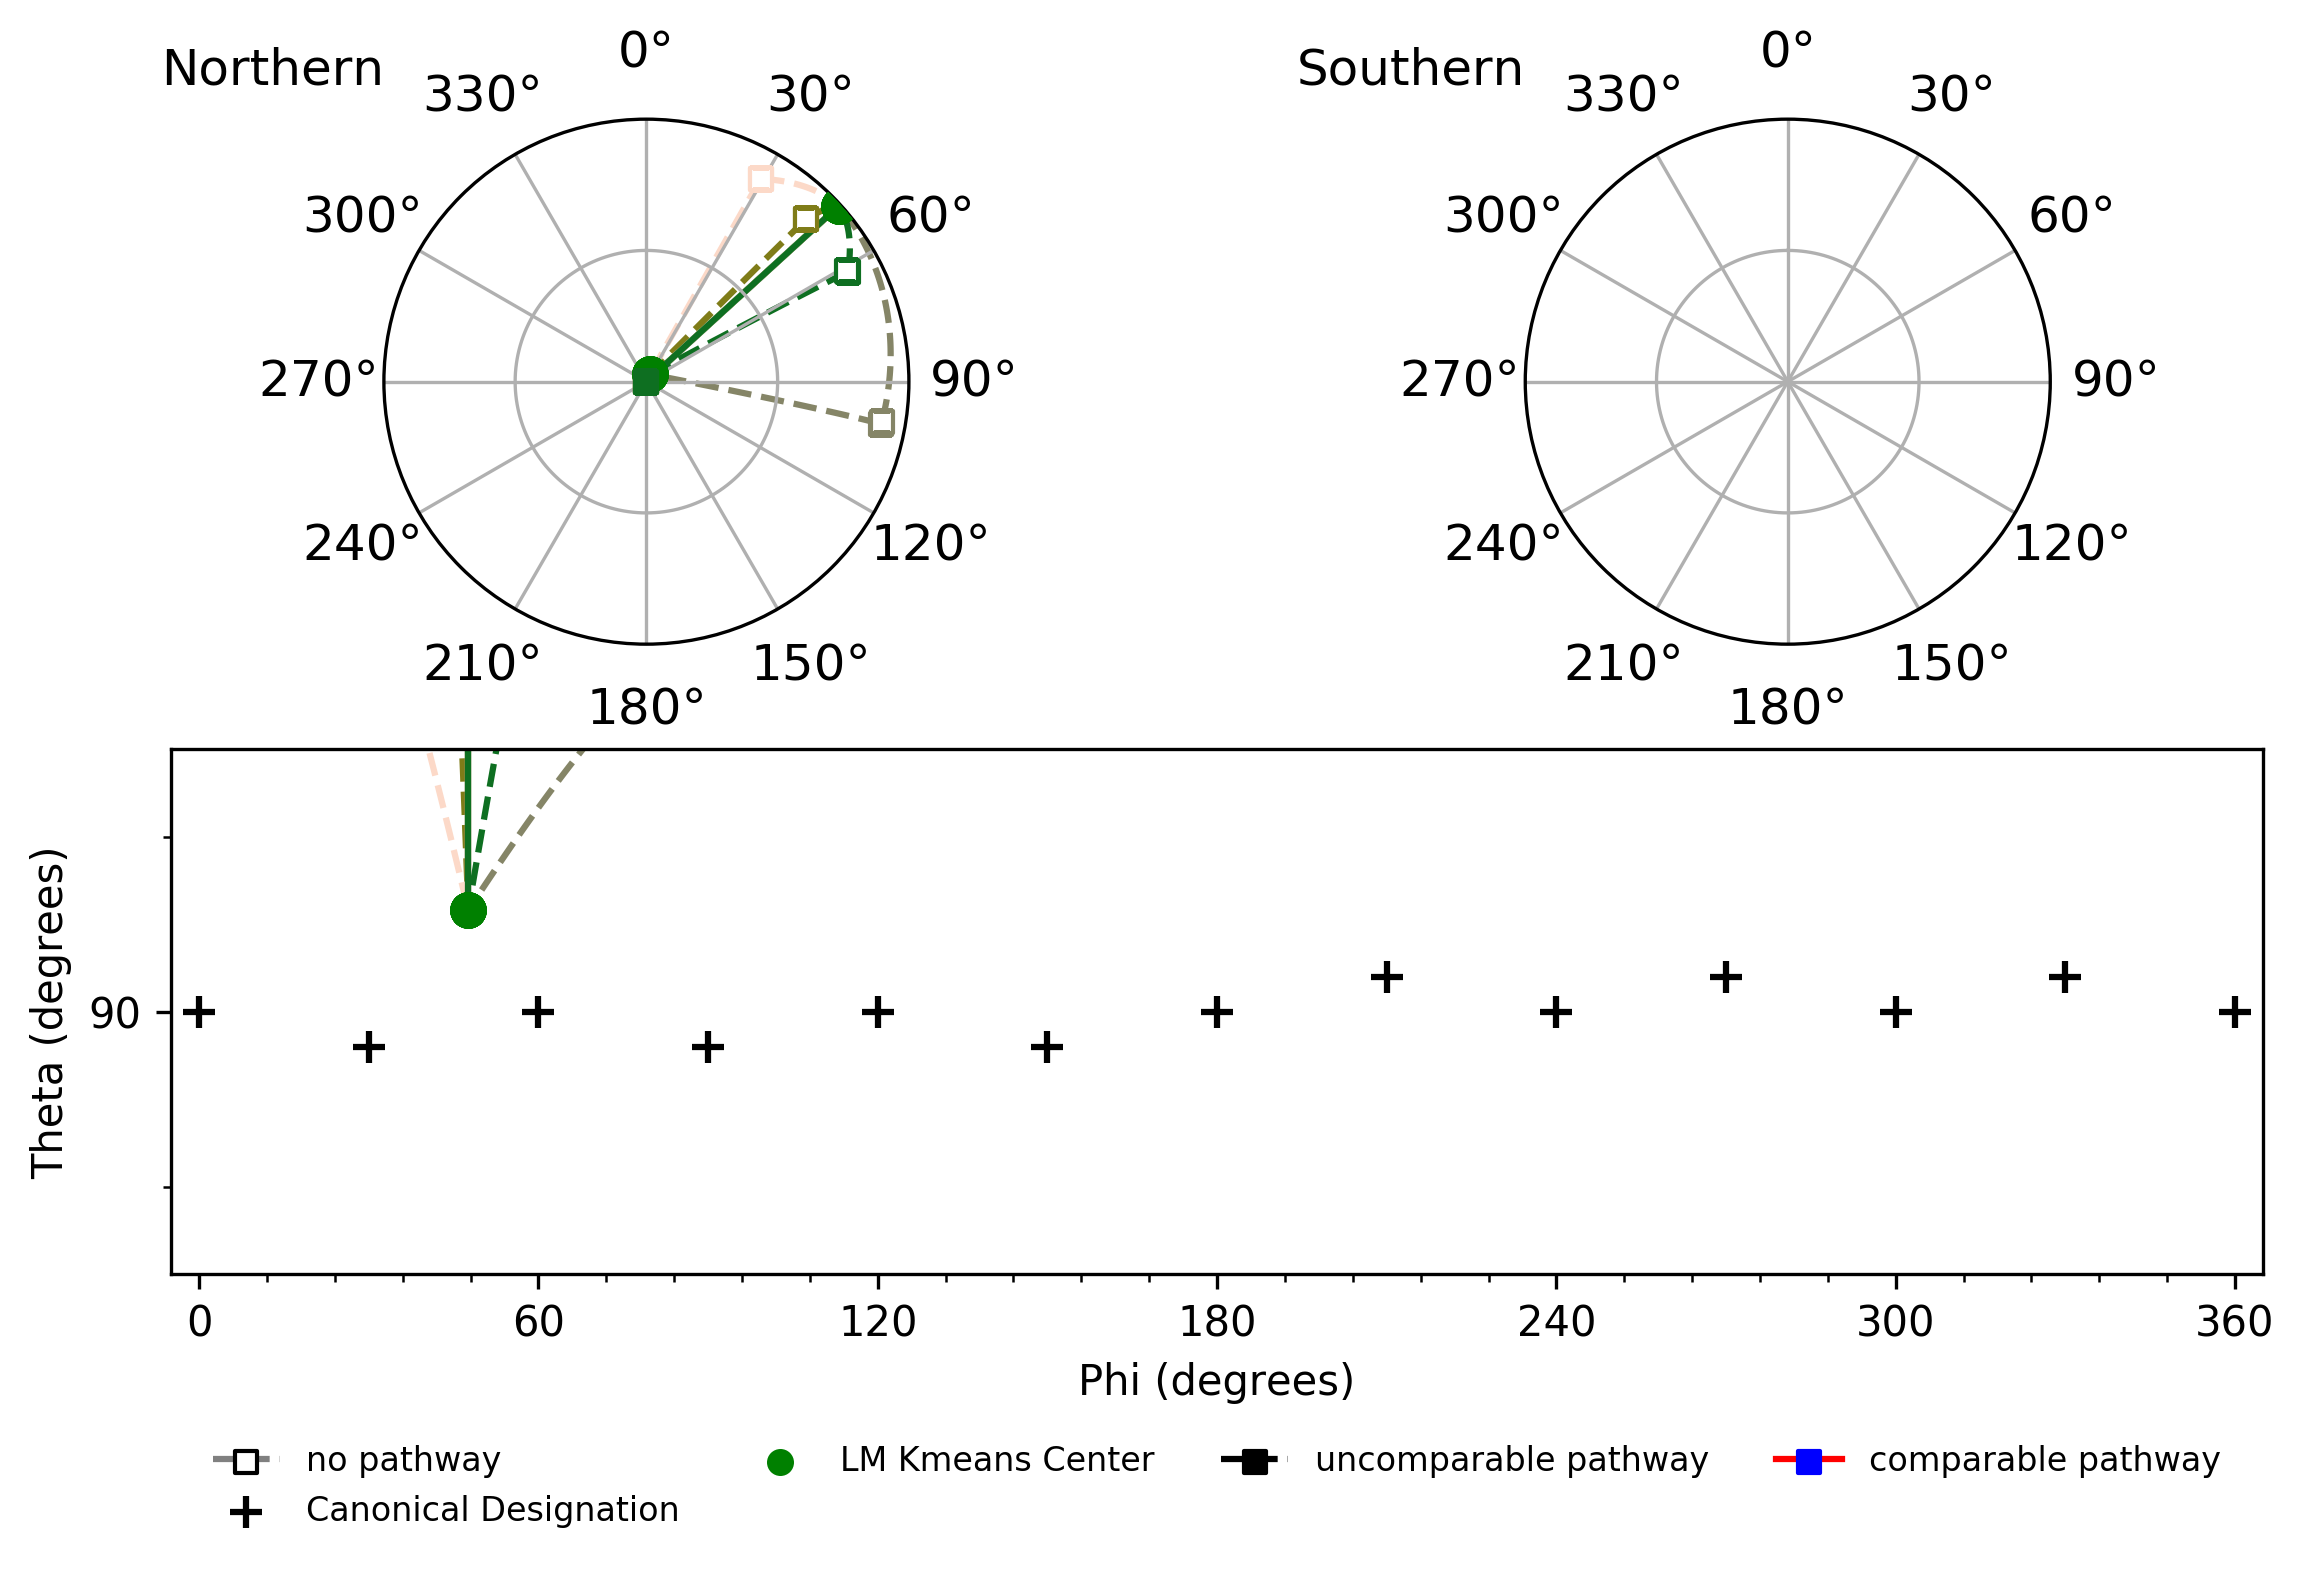 Northern
0°
30°
60°
90°
120°
150°
180°
210°
240°
270°
300°
330°
Southern
0°
30°
60°
90°
120°
150°
180°
210°
240°
270°
300°
330°
Theta (degrees)
90
0 60 120 180 240 300 360
Phi (degrees)
no pathway
Canonical Designation
LM Kmeans Center
uncomparable pathway
comparable pathway